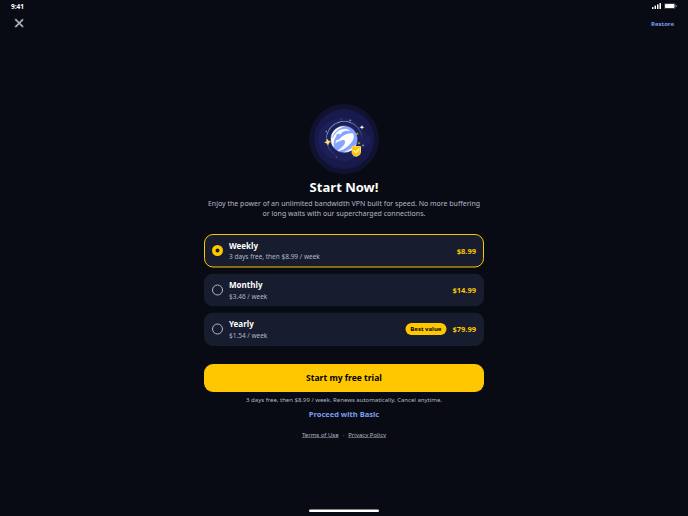 9:41
Restore
Start Now!
Enjoy the power of an unlimited bandwidth VPN built for speed. No more buffering
or long waits with our supercharged connections.
Weekly
3 days free, then $8.99 / week
$8.99
Monthly
$3.46 / week
$14.99
Yearly
$1.54 / week
Best value
$79.99
Start my free trial
3 days free, then $8.99 / week. Renews automatically. Cancel anytime.
Proceed with Basic
Terms of Use · Privacy Policy